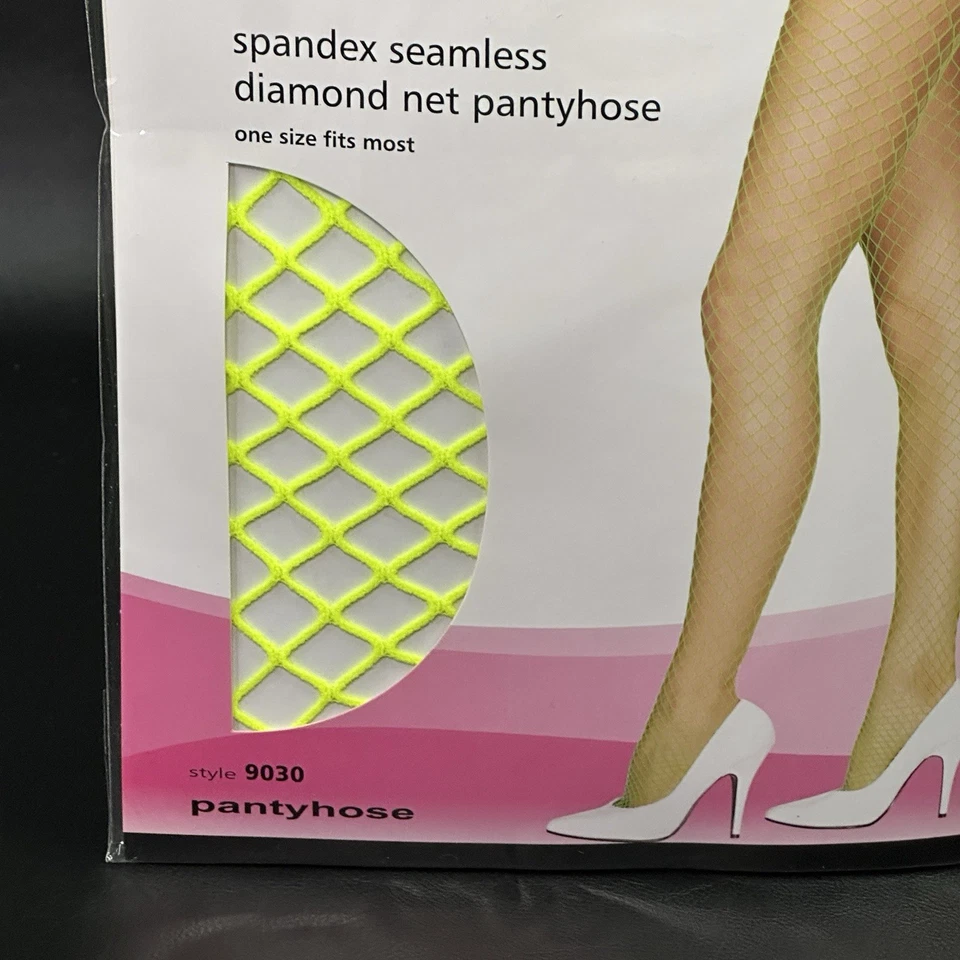 spandex seamless
diamond net pantyhose
one size fits most
style 9030
pantyhose